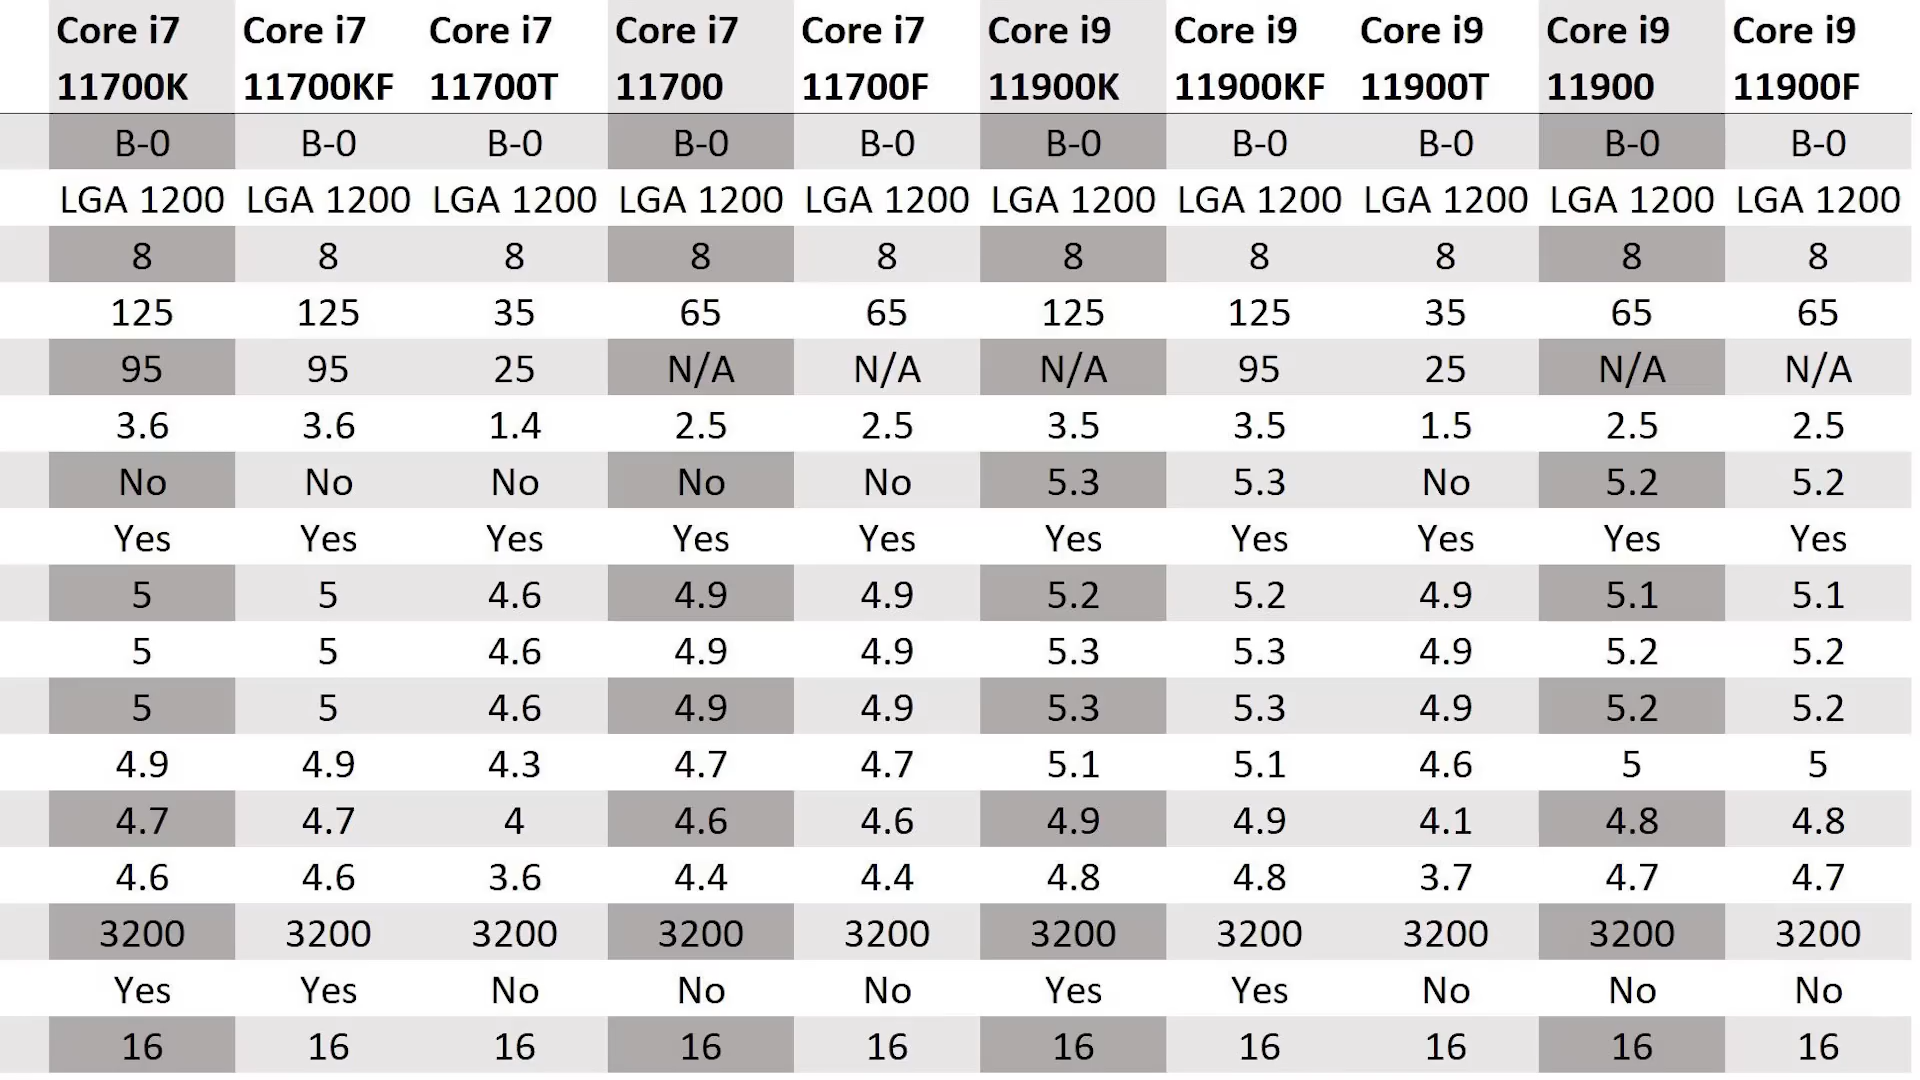 Core i7 Core i7 Core i7 Core i7 Core i7 Core i9 Core i9 Core i9 Core i9 Core i9
11700K 11700KF 11700T 11700 11700F 11900K 11900KF 11900T 11900 11900F
B-0 B-0 B-0 B-0 B-0 B-0 B-0 B-0 B-0 B-0
LGA 1200 LGA 1200 LGA 1200 LGA 1200 LGA 1200 LGA 1200 LGA 1200 LGA 1200 LGA 1200 LGA 1200
8 8 8 8 8 8 8 8 8 8
125 125 35 65 65 125 125 35 65 65
95 95 25 N/A N/A N/A 95 25 N/A N/A
3.6 3.6 1.4 2.5 2.5 3.5 3.5 1.5 2.5 2.5
No No No No No 5.3 5.3 No 5.2 5.2
Yes Yes Yes Yes Yes Yes Yes Yes Yes Yes
5 5 4.6 4.9 4.9 5.2 5.2 4.9 5.1 5.1
5 5 4.6 4.9 4.9 5.3 5.3 4.9 5.2 5.2
5 5 4.6 4.9 4.9 5.3 5.3 4.9 5.2 5.2
4.9 4.9 4.3 4.7 4.7 5.1 5.1 4.6 5 5
4.7 4.7 4 4.6 4.6 4.9 4.9 4.1 4.8 4.8
4.6 4.6 3.6 4.4 4.4 4.8 4.8 3.7 4.7 4.7
3200 3200 3200 3200 3200 3200 3200 3200 3200 3200
Yes Yes No No No Yes Yes No No No
16 16 16 16 16 16 16 16 16 16